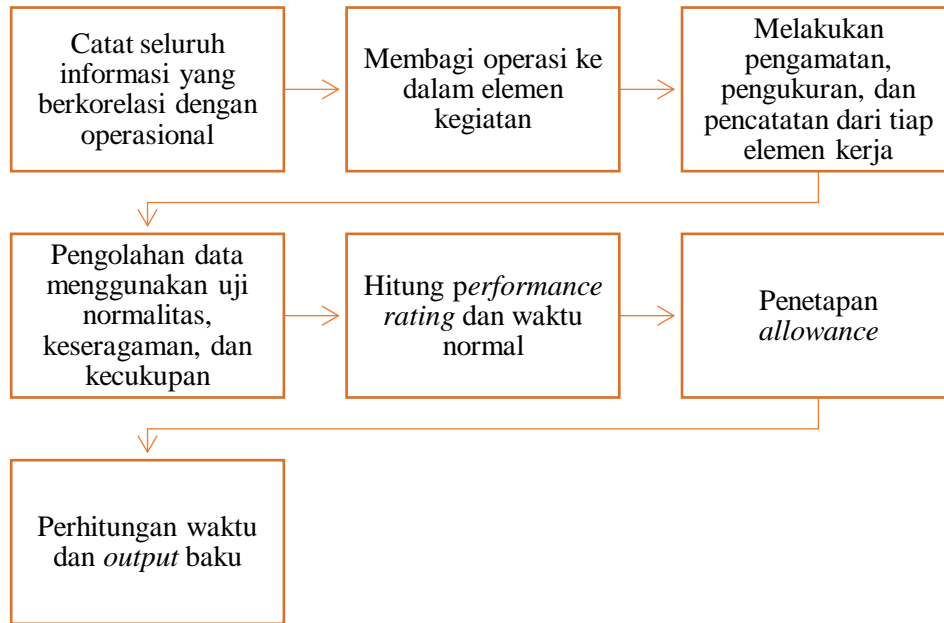 Catat seluruh
informasi yang
berkorelasi dengan
operasional
Membagi operasi ke
dalam elemen
kegiatan
Melakukan
pengamatan,
pengukuran, dan
pencatatan dari tiap
elemen kerja
Pengolahan data
menggunakan uji
normalitas,
keseragaman, dan
kecukupan
Hitung performance
rating dan waktu
normal
Penetapan
allowance
Perhitungan waktu
dan output baku